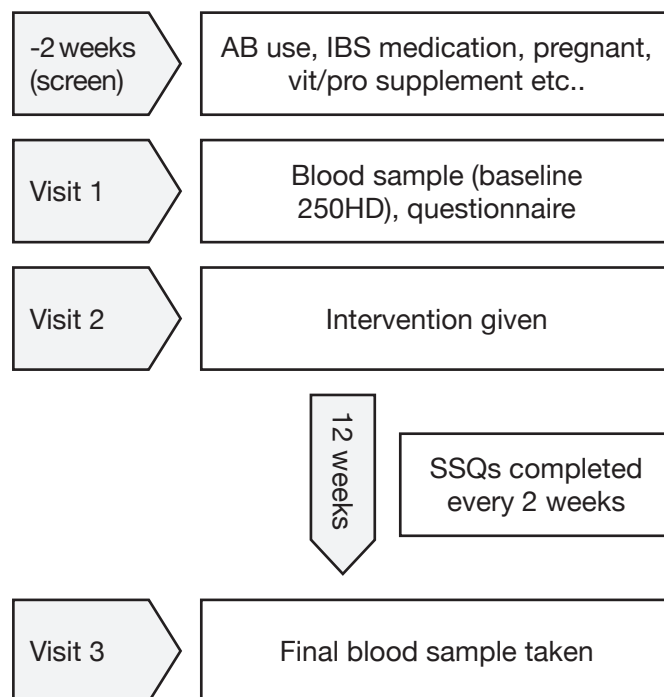 -2 weeks
(screen)
AB use, IBS medication, pregnant,
vit/pro supplement etc..
Visit 1
Blood sample (baseline
250HD), questionnaire
Visit 2
Intervention given
12 weeks
SSQs completed
every 2 weeks
Visit 3
Final blood sample taken